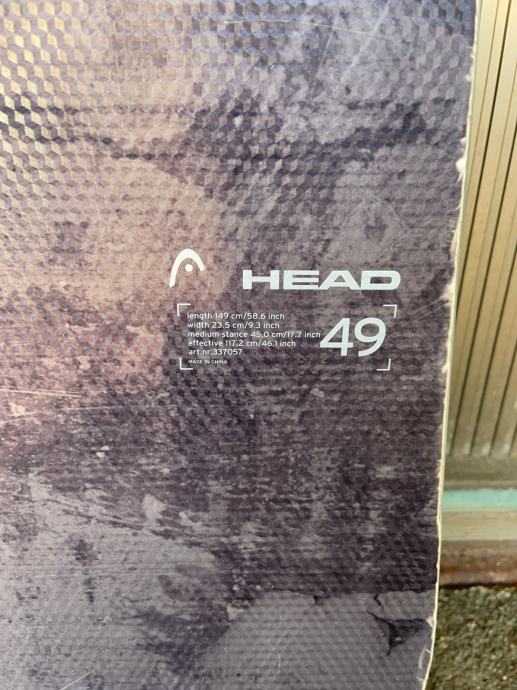 HEAD
length 149 cm/58.6 inch
width 23.5 cm/9.3 inch
medium stance 45.0 cm/17.7 inch
effective 117.2 cm/46.1 inch
art.nr.337057
MADE IN CHINA
49